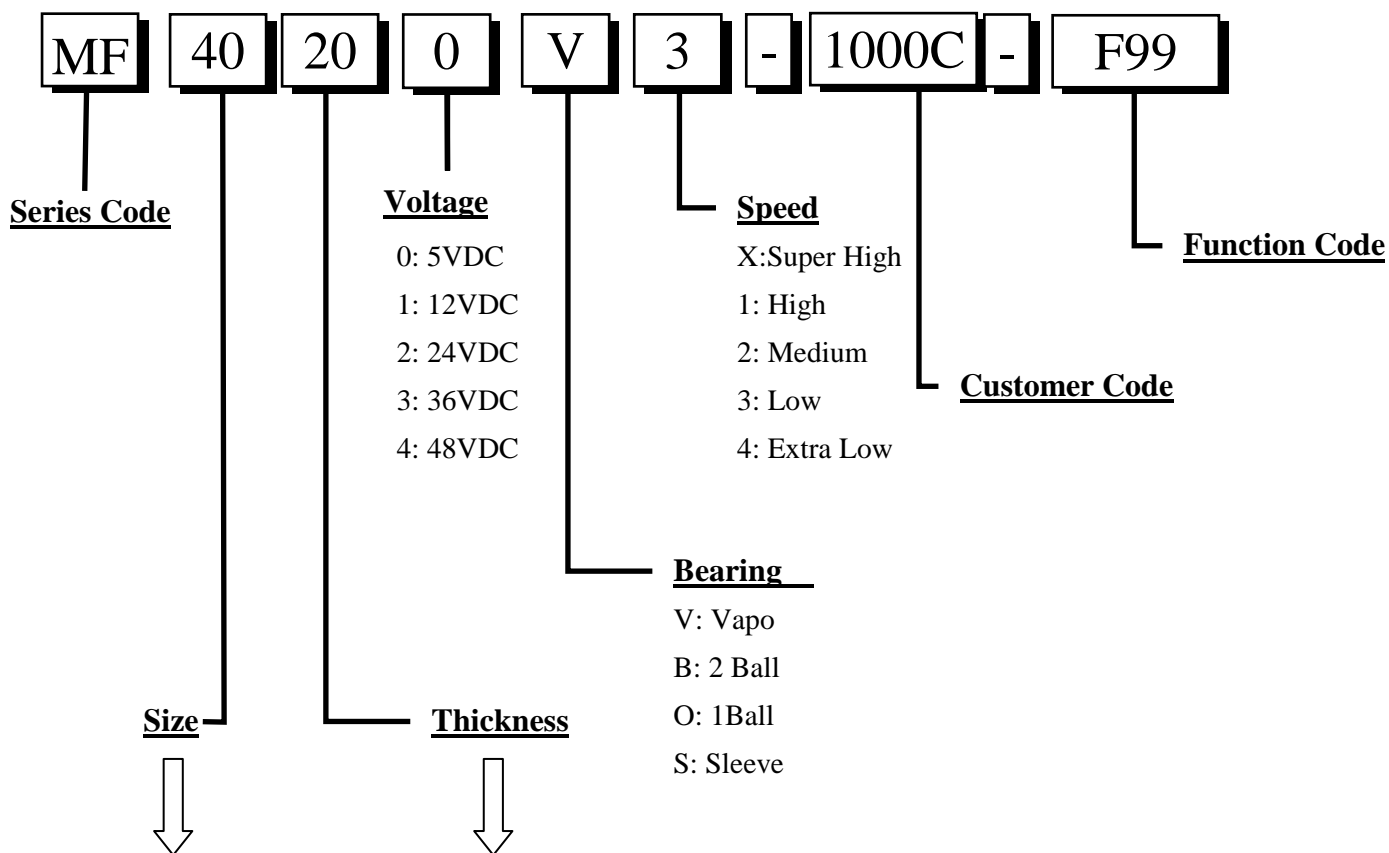 MF 40 20 0 V 3 - 1000C - F99
Series Code
Voltage
0: 5VDC
1: 12VDC
2: 24VDC
3: 36VDC
4: 48VDC
Speed
X:Super High
1: High
2: Medium
3: Low
4: Extra Low
Function Code
Customer Code
Bearing
V: Vapo
B: 2 Ball
O: 1Ball
S: Sleeve
Size
Thickness